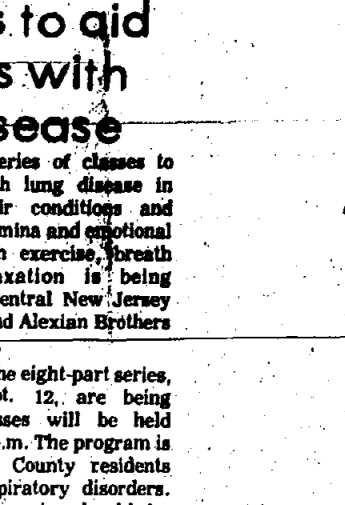 s to aid
s with
sease
eries of classes to
h lung disease in
ir conditions and
mina and emotional
n exercise, breath
axation is being
entral New Jersey
nd Alexian Brothers
he eight-part series,
t. 12, are being
sses will be held
.m. The program is
County residents
piratory disorders.